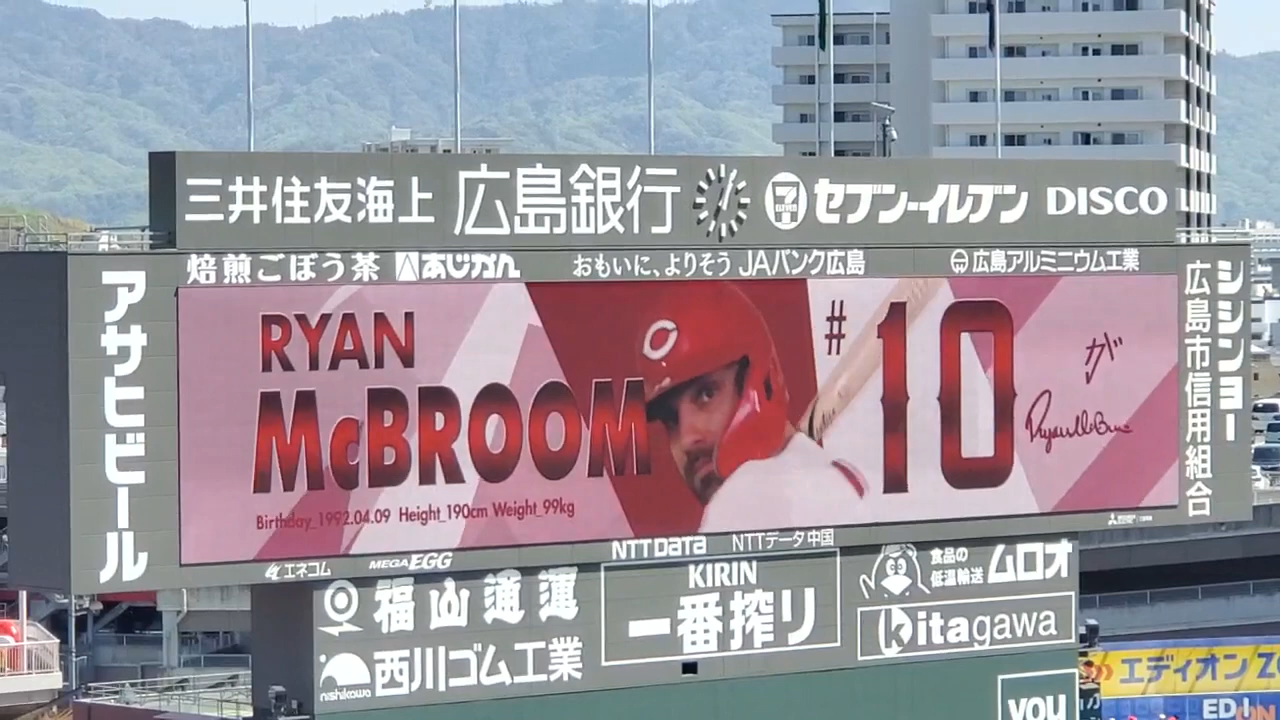 三井住友海上 広島銀行 セブン-イレブン DISCO
焙煎ごぼう茶 あじかん おもいに、よりそう JAバンク広島 広島アルミニウム工業
アサヒビール
RYAN
McBROOM
Birthday_1992.04.09 Height_190cm Weight_99kg
C
#10
が
シシンヨー
広島市信用組合
エネコム MEGA EGG NTT DATA NTTデータ中国
福山通運
nishikawa 西川ゴム工業
KIRIN
一番搾り
食品の
低温輸送 ムロオ
kitagawa
エディオン
EDI
YOU